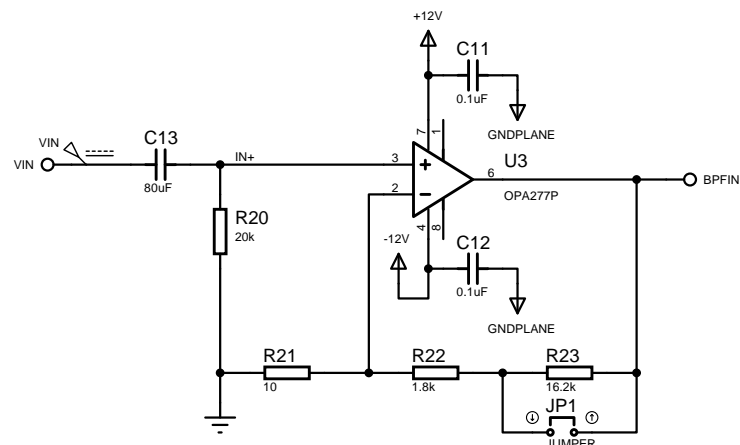 +12V
C11
0.1uF
GNDPLANE
VIN
VIN
C13
80uF
IN+
3
2
7
1
6
4
8
U3
OPA277P
BPFIN
R20
20k
-12V
C12
0.1uF
GNDPLANE
R21
10
R22
1.8k
R23
16.2k
JP1
JUMPER